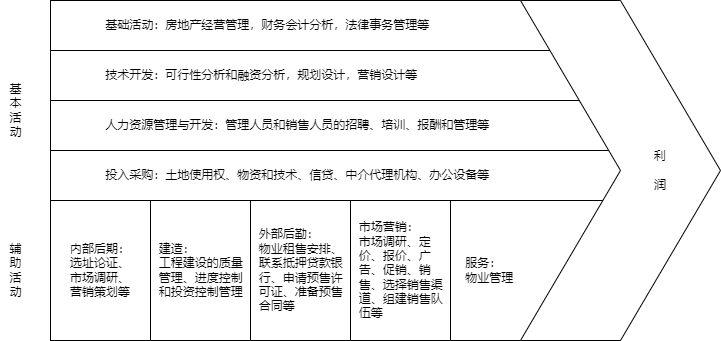 基本活动
基础活动：房地产经营管理，财务会计分析，法律事务管理等
技术开发：可行性分析和融资分析，规划设计，营销设计等
人力资源管理与开发：管理人员和销售人员的招聘、培训、报酬和管理等
投入采购：土地使用权、物资和技术、信贷、中介代理机构、办公设备等
利润
辅助活动
内部后期：
选址论证、
市场调研、
营销策划等
建造：
工程建设的质量
管理、进度控制
和投资控制管理
外部后勤：
物业租售安排、
联系抵押贷款银
行、申请预售许
可证、准备预售
合同等
市场营销：
市场调研、定
价、报价、广
告、促销、销
售、选择销售渠
道、组建销售队
伍等
服务：
物业管理